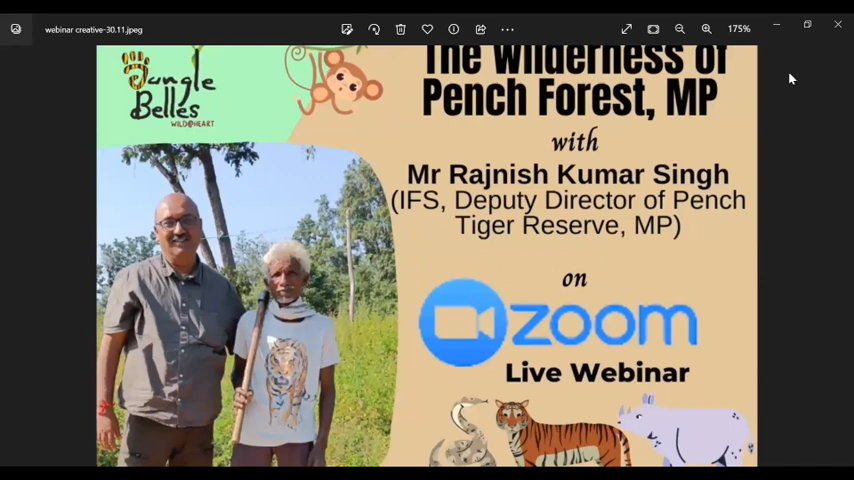 webinar creative-30.11.jpeg
175%
Jungle
Belles
WILD@HEART
The Wilderness of
Pench Forest, MP
with
Mr Rajnish Kumar Singh
(IFS, Deputy Director of Pench
Tiger Reserve, MP)
on
zoom
Live Webinar